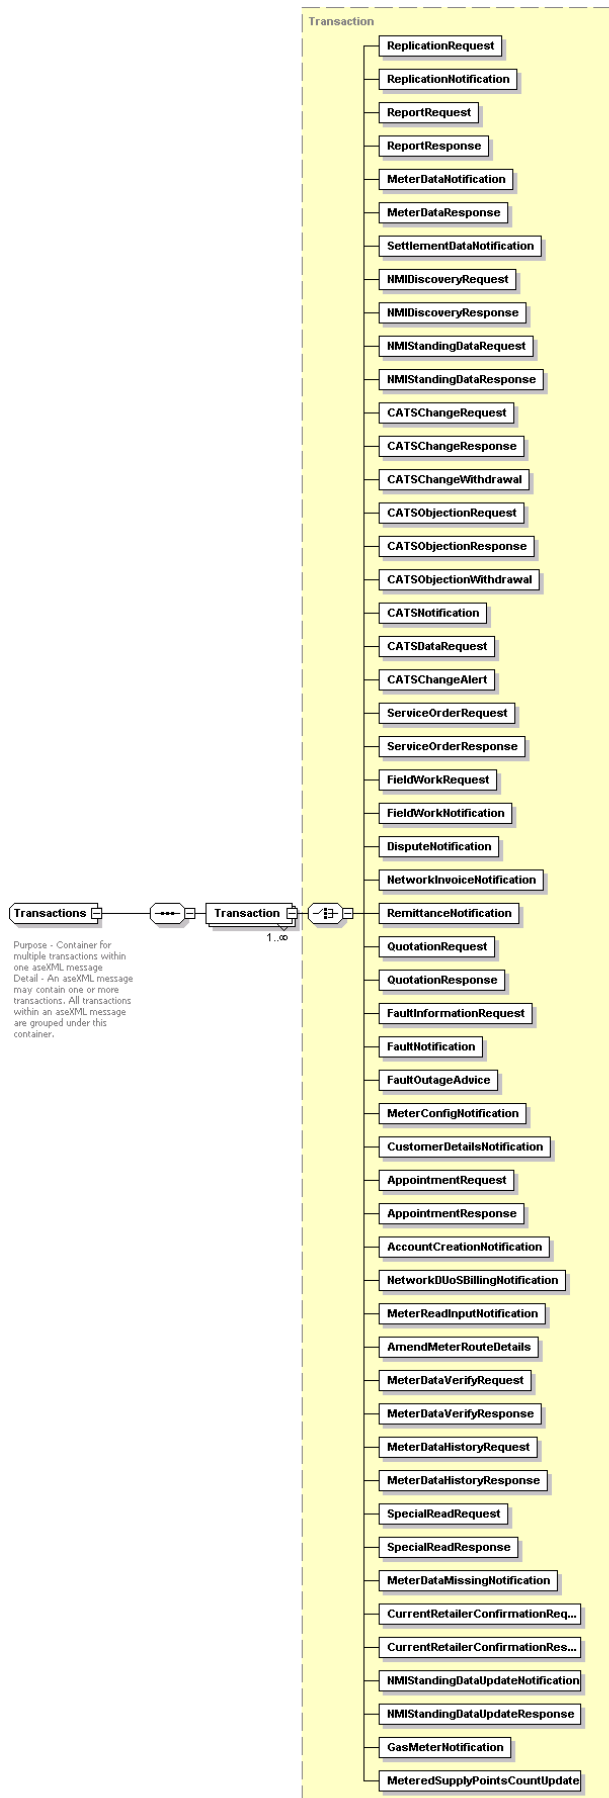 Transaction
ReplicationRequest
ReplicationNotification
ReportRequest
ReportResponse
MeterDataNotification
MeterDataResponse
SettlementDataNotification
NMIDiscoveryRequest
NMIDiscoveryResponse
NMIStandingDataRequest
NMIStandingDataResponse
CATSChangeRequest
CATSChangeResponse
CATSChangeWithdrawal
CATSObjectionRequest
CATSObjectionResponse
CATSObjectionWithdrawal
CATSNotification
CATSDataRequest
CATSChangeAlert
ServiceOrderRequest
ServiceOrderResponse
FieldWorkRequest
FieldWorkNotification
DisputeNotification
NetworkInvoiceNotification
Transactions
Transaction
1..∞
RemittanceNotification
Purpose - Container for
multiple transactions within
one aseXML message
Detail - An aseXML message
may contain one or more
transactions. All transactions
within an aseXML message
are grouped under this
container.
QuotationRequest
QuotationResponse
FaultInformationRequest
FaultNotification
FaultOutageAdvice
MeterConfigNotification
CustomerDetailsNotification
AppointmentRequest
AppointmentResponse
AccountCreationNotification
NetworkDUoSBillingNotification
MeterReadInputNotification
AmendMeterRouteDetails
MeterDataVerifyRequest
MeterDataVerifyResponse
MeterDataHistoryRequest
MeterDataHistoryResponse
SpecialReadRequest
SpecialReadResponse
MeterDataMissingNotification
CurrentRetailerConfirmationReq...
CurrentRetailerConfirmationRes...
NMIStandingDataUpdateNotification
NMIStandingDataUpdateResponse
GasMeterNotification
MeteredSupplyPointsCountUpdate